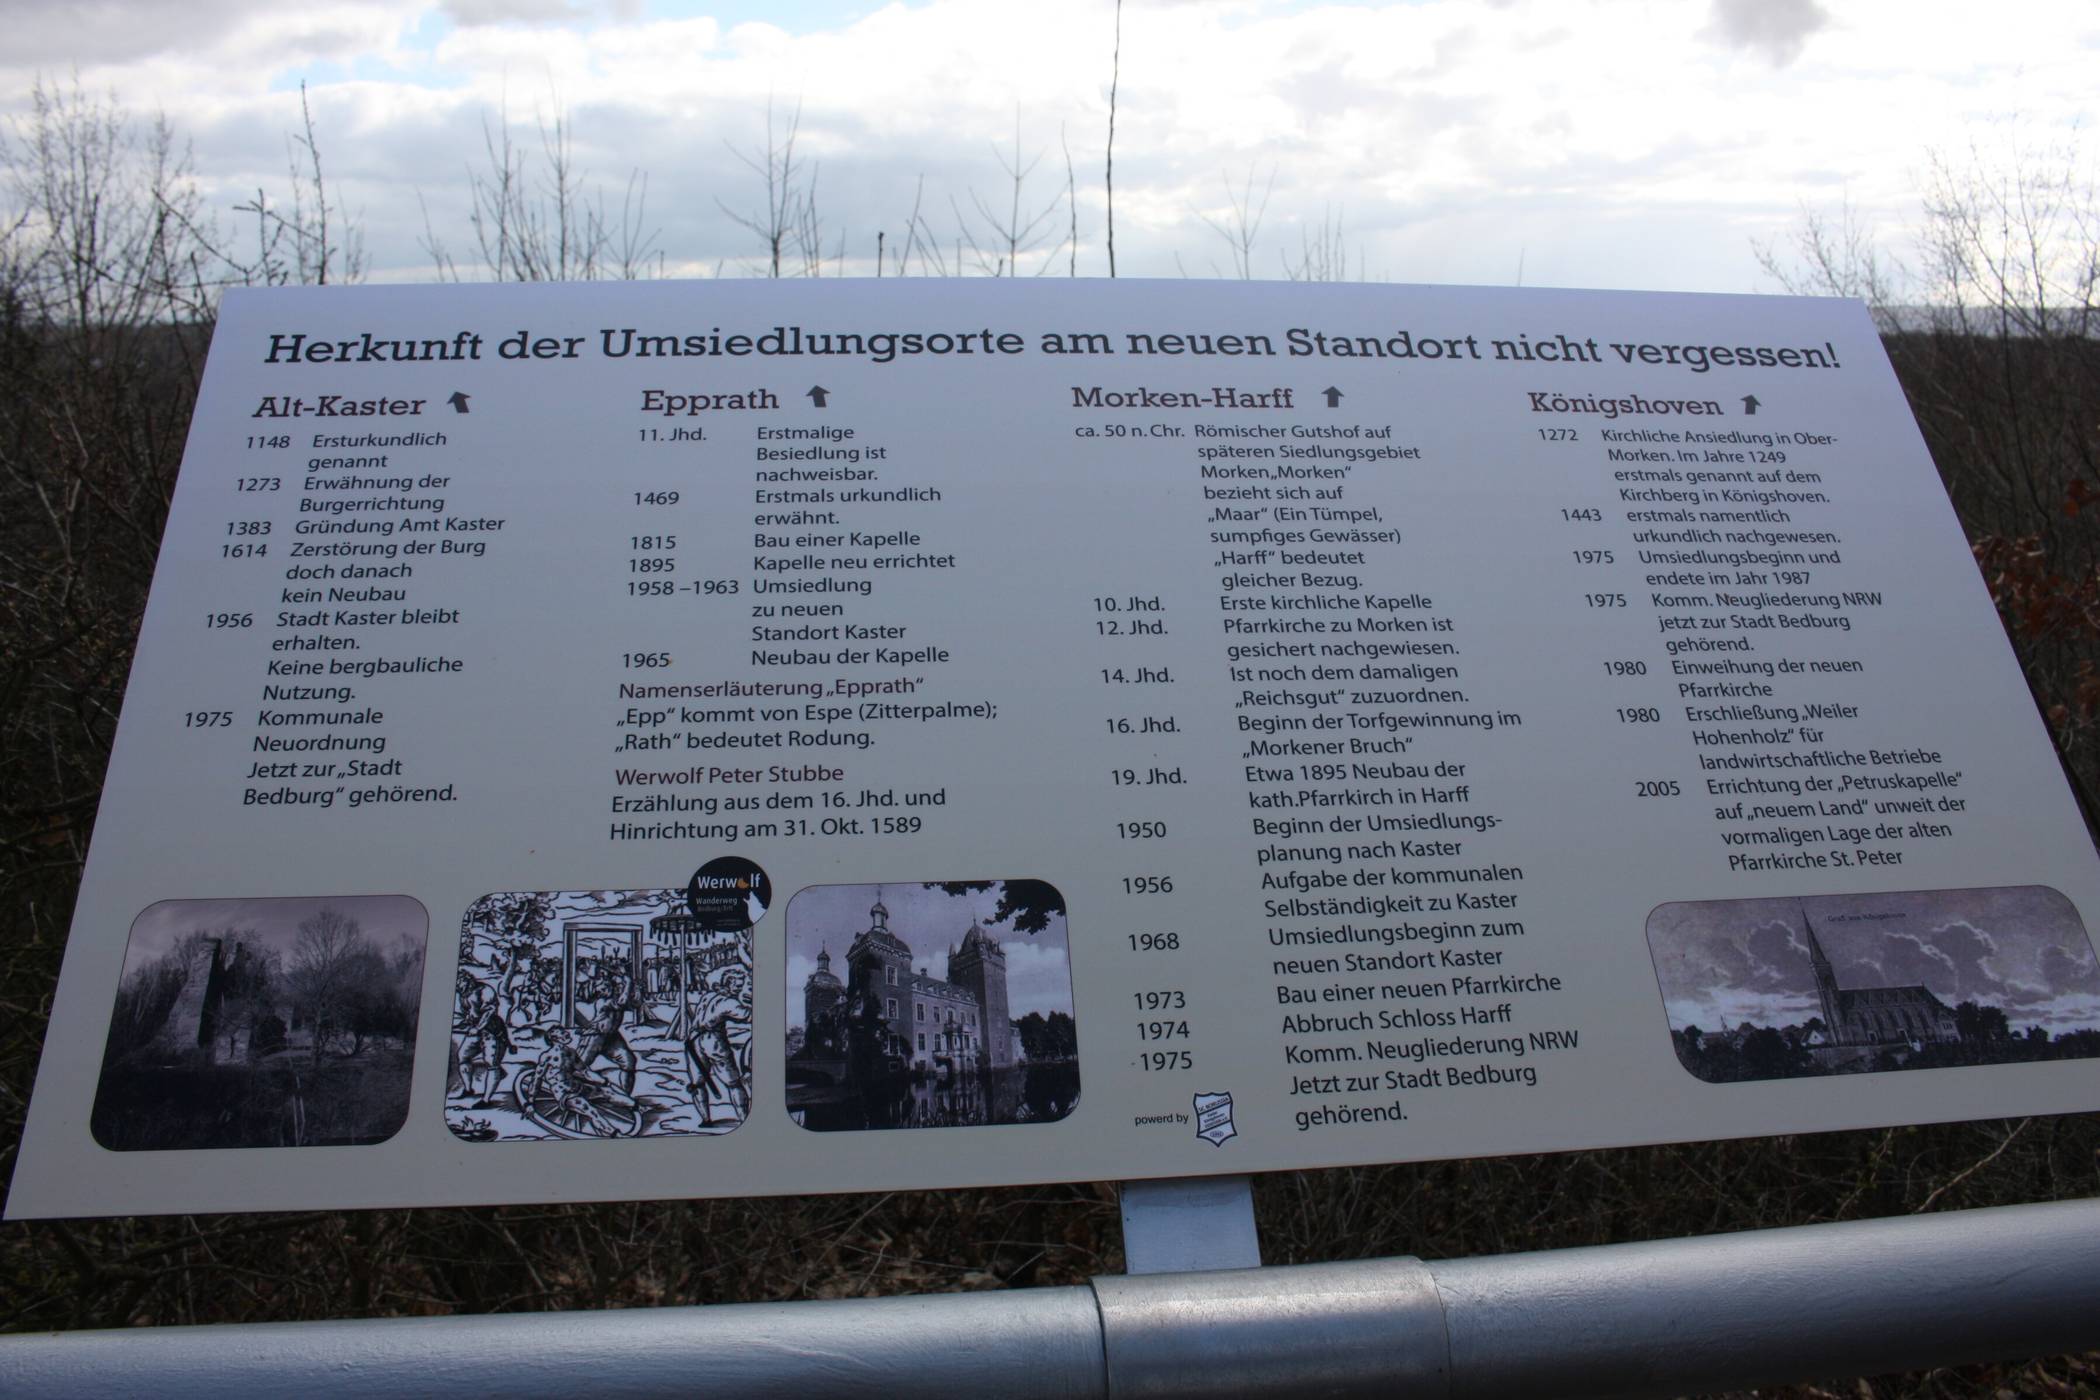 Herkunft der Umsiedlungsorte am neuen Standort nicht vergessen!
Alt-Kaster
1148 Ersturkundlich
genannt
1273 Erwähnung der
Burgerrichtung
1383 Gründung Amt Kaster
1614 Zerstörung der Burg
doch danach
kein Neubau
1956 Stadt Kaster bleibt
erhalten.
Keine bergbauliche
Nutzung.
1975 Kommunale
Neuordnung
Jetzt zur „Stadt
Bedburg“ gehörend.
Epprath
11. Jhd. Erstmalige
Besiedlung ist
nachweisbar.
1469 Erstmals urkundlich
erwähnt.
1815 Bau einer Kapelle
1895 Kapelle neu errichtet
1958 – 1963 Umsiedlung
zu neuen
Standort Kaster
1965 Neubau der Kapelle
Namenserläuterung „Epprath“
„Epp“ kommt von Espe (Zitterpalme);
„Rath“ bedeutet Rodung.
Werwolf Peter Stubbe
Erzählung aus dem 16. Jhd. und
Hinrichtung am 31. Okt. 1589
Werwolf
Wanderweg
Bedburg/Erft
Morken-Harff
ca. 50 n. Chr. Römischer Gutshof auf
späteren Siedlungsgebiet
Morken„Morken“
bezieht sich auf
„Maar“ (Ein Tümpel,
sumpfiges Gewässer)
„Harff“ bedeutet
gleicher Bezug.
10. Jhd. Erste kirchliche Kapelle
12. Jhd. Pfarrkirche zu Morken ist
gesichert nachgewiesen.
14. Jhd. Ist noch dem damaligen
„Reichsgut“ zuzuordnen.
16. Jhd. Beginn der Torfgewinnung im
„Morkener Bruch“
19. Jhd. Etwa 1895 Neubau der
kath.Pfarrkirch in Harff
1950 Beginn der Umsiedlungs-
planung nach Kaster
1956 Aufgabe der kommunalen
Selbständigkeit zu Kaster
1968 Umsiedlungsbeginn zum
neuen Standort Kaster
1973 Bau einer neuen Pfarrkirche
1974 Abbruch Schloss Harff
1975 Komm. Neugliederung NRW
Jetzt zur Stadt Bedburg
gehörend.
powerd by
Königshoven
1272 Kirchliche Ansiedlung in Ober-
Morken. Im Jahre 1249
erstmals genannt auf dem
Kirchberg in Königshoven.
1443 erstmals namentlich
urkundlich nachgewesen.
1975 Umsiedlungsbeginn und
endete im Jahr 1987
1975 Komm. Neugliederung NRW
jetzt zur Stadt Bedburg
gehörend.
1980 Einweihung der neuen
Pfarrkirche
1980 Erschließung „Weiler
Hohenholz“ für
landwirtschaftliche Betriebe
2005 Errichtung der „Petruskapelle“
auf „neuem Land“ unweit der
vormaligen Lage der alten
Pfarrkirche St. Peter
Gruß aus Königshoven